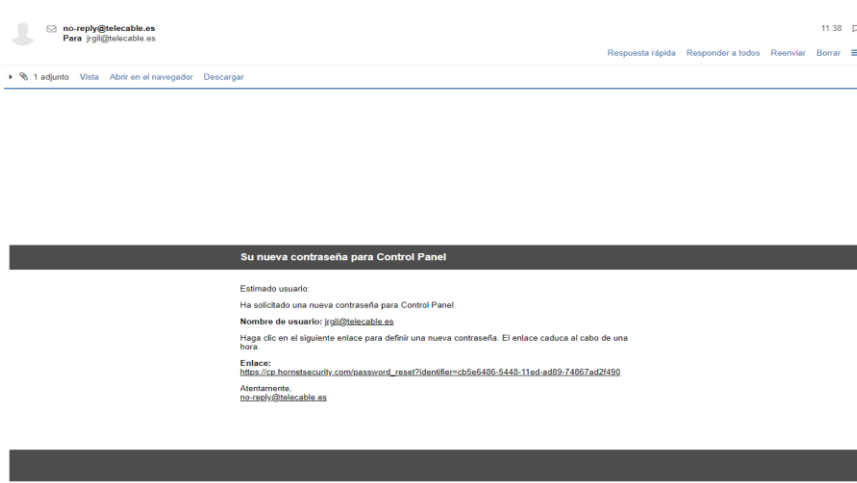 no-reply@telecable.es
11:38
Para jrgil@telecable.es
Respuesta rápida Responder a todos Reenviar Borrar
1 adjunto Vista Abrir en el navegador Descargar
Su nueva contraseña para Control Panel
Estimado usuario:
Ha solicitado una nueva contraseña para Control Panel.
Nombre de usuario: jrgil@telecable.es
Haga clic en el siguiente enlace para definir una nueva contraseña. El enlace caduca al cabo de una
hora.
Enlace:
https://cp.hornetsecurity.com/password_reset?identifier=cb5e6486-5448-11ed-ad89-74867ad2f490
Atentamente,
no-reply@telecable.es